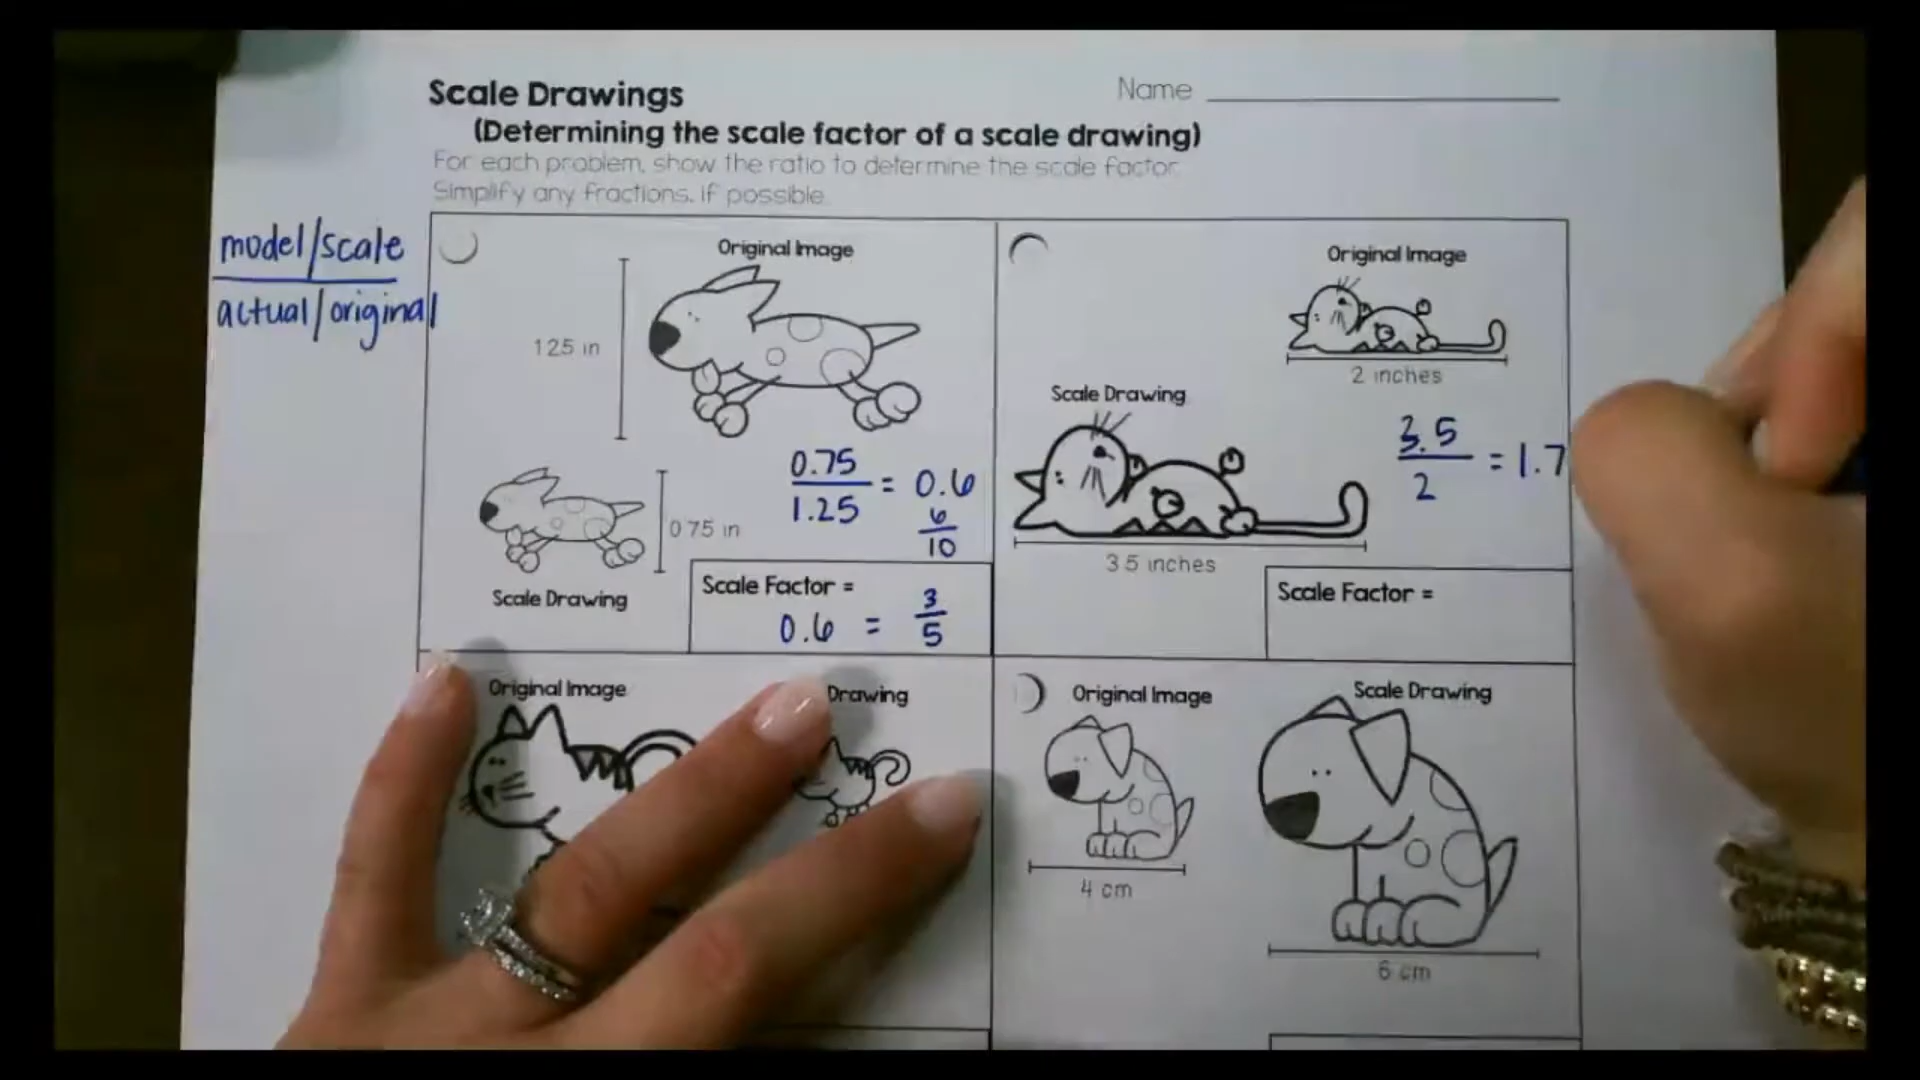 Scale Drawings
Name
(Determining the scale factor of a scale drawing)
For each problem, show the ratio to determine the scale factor.
Simplify any fractions, if possible.
model/scale
actual/original
Original Image
1.25 in
0.75 in
Scale Drawing
0.75
1.25
= 0.6
6
10
Scale Factor =
0.6 = 3
5
Original Image
2 inches
Scale Drawing
3.5 inches
3.5
2
= 1.7
Scale Factor =
Original Image
Drawing
Original Image
4 cm
Scale Drawing
6 cm